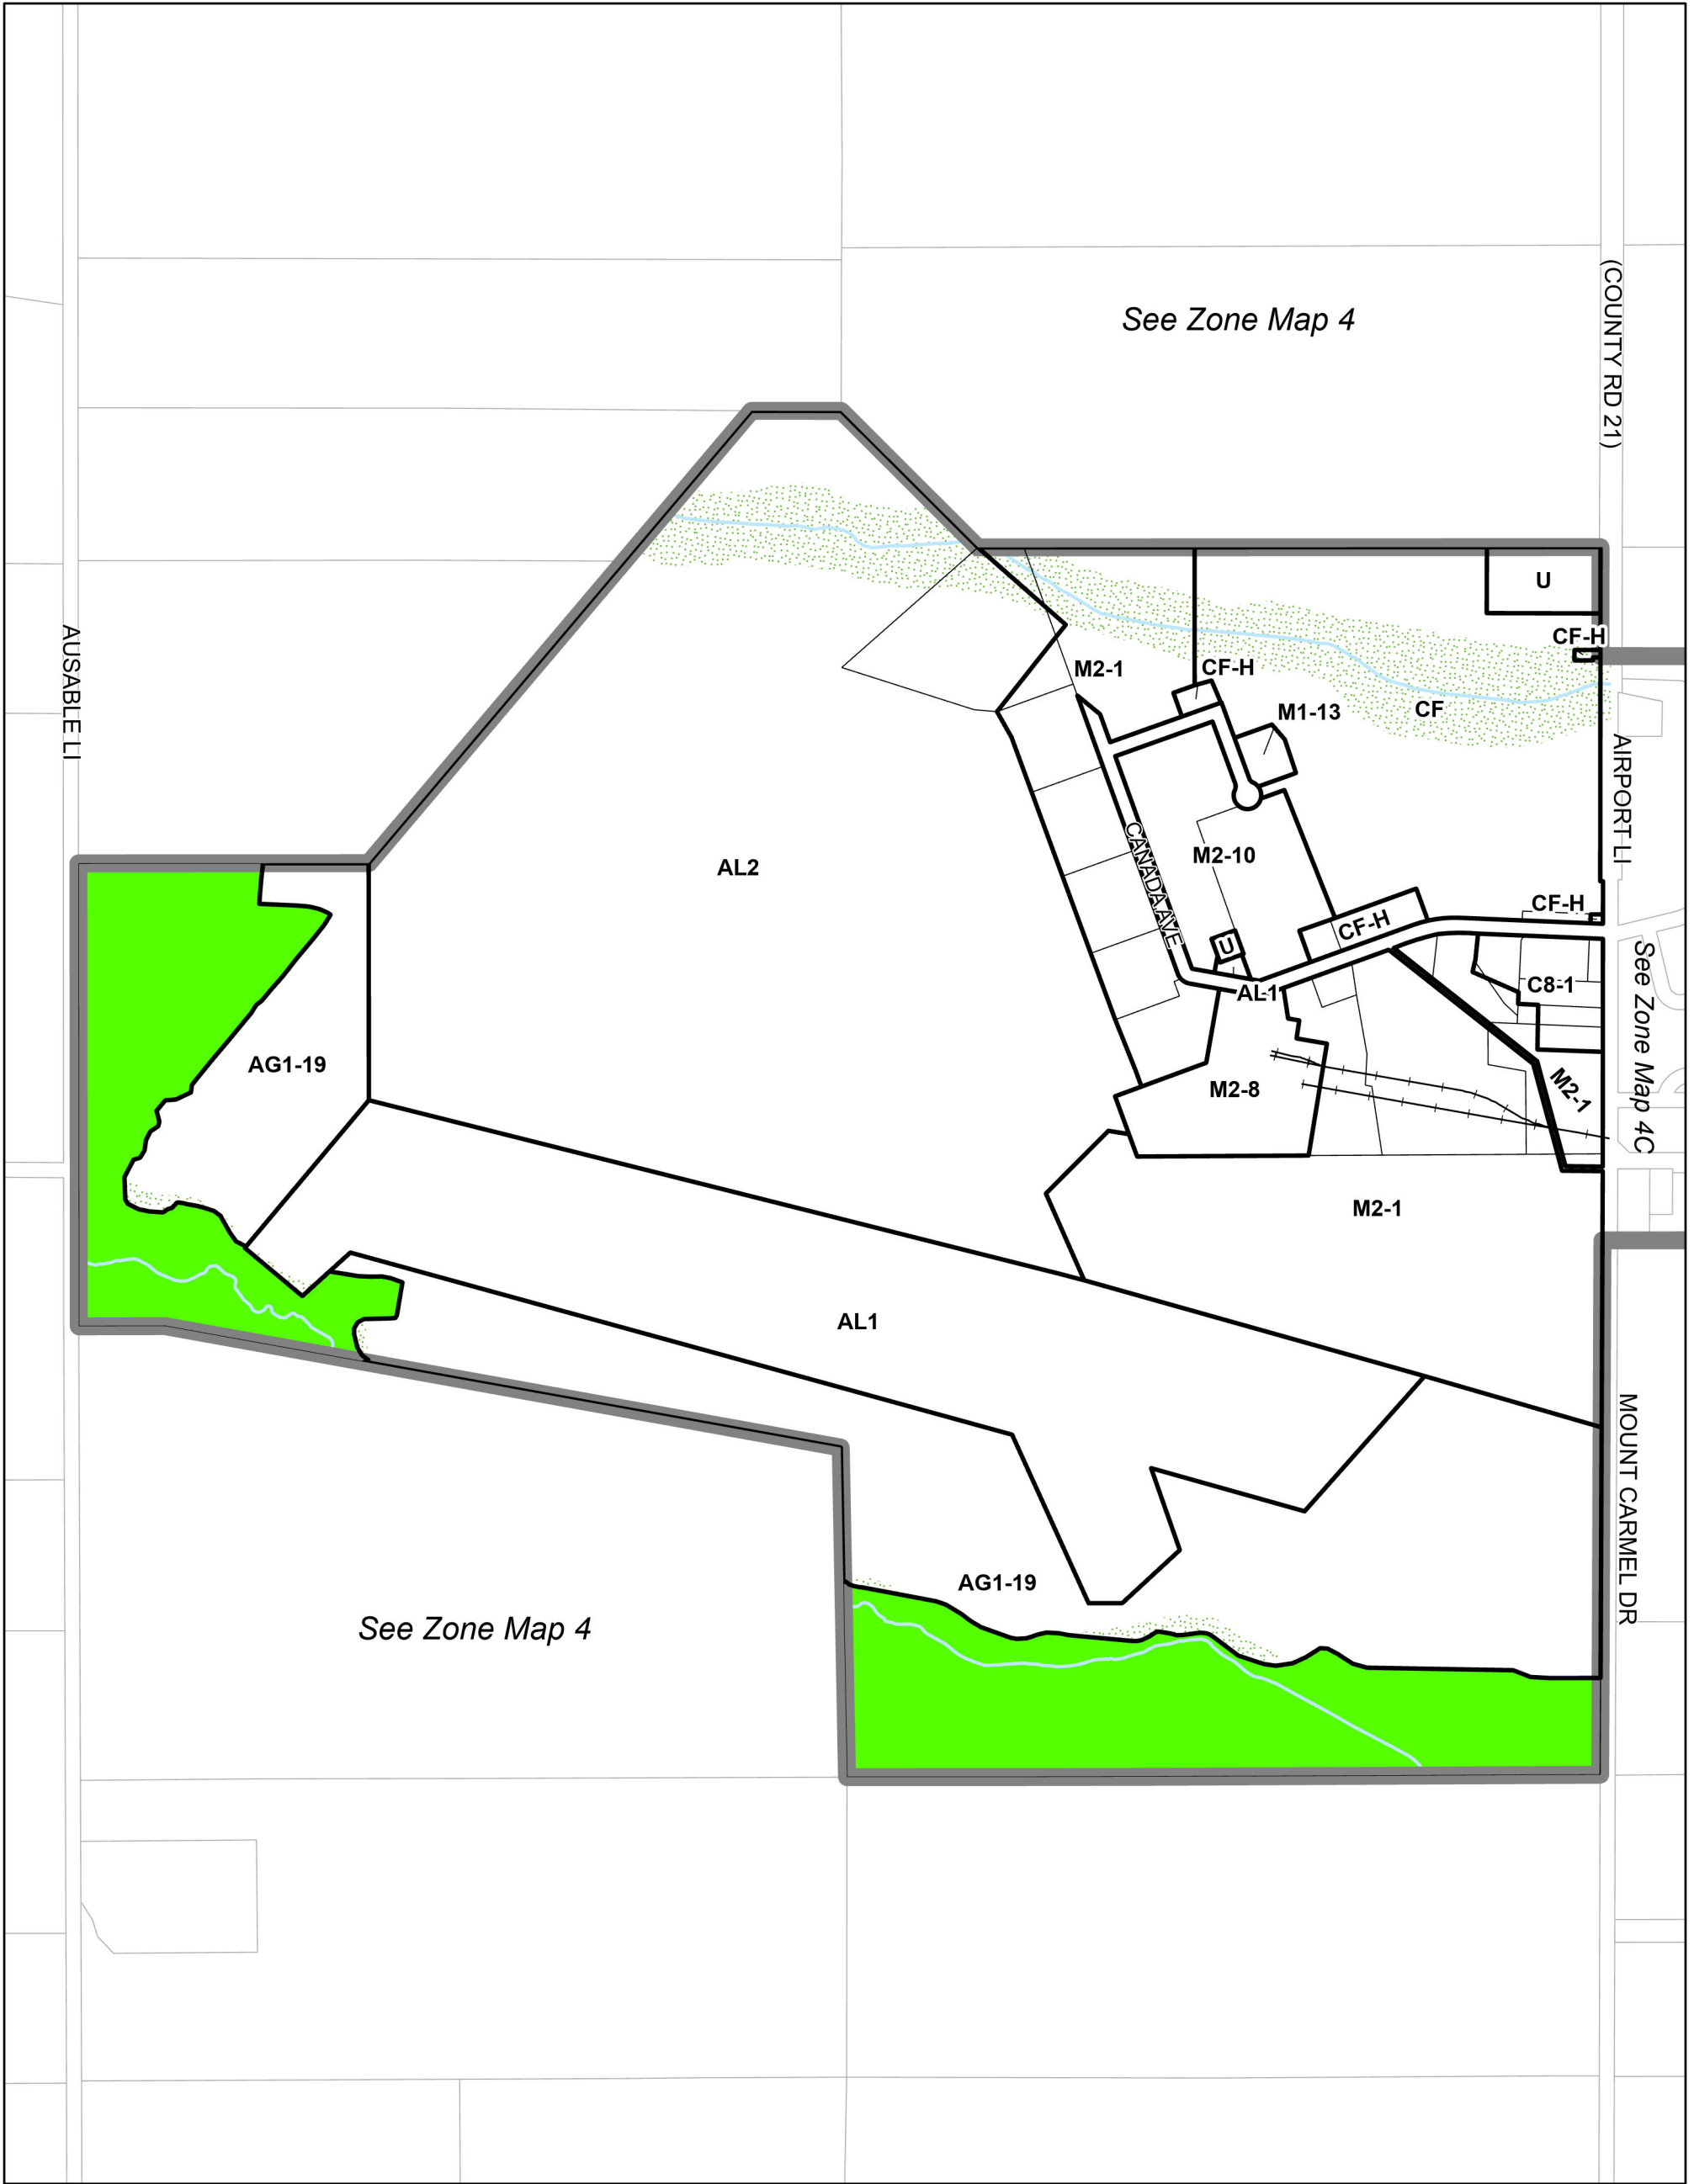 See Zone Map 4
(COUNTY RD 21)
U
CF-H
AUSABLE LI
M2-1
CF-H
CF
M1-13
AIRPORT LI
CANADA AVE
M2-10
AL2
CF-H
CF-H
U
See Zone Map 4C
C8-1
AL1
AG1-19
M2-8
M2-1
M2-1
AL1
MOUNT CARMEL DR
AG1-19
See Zone Map 4